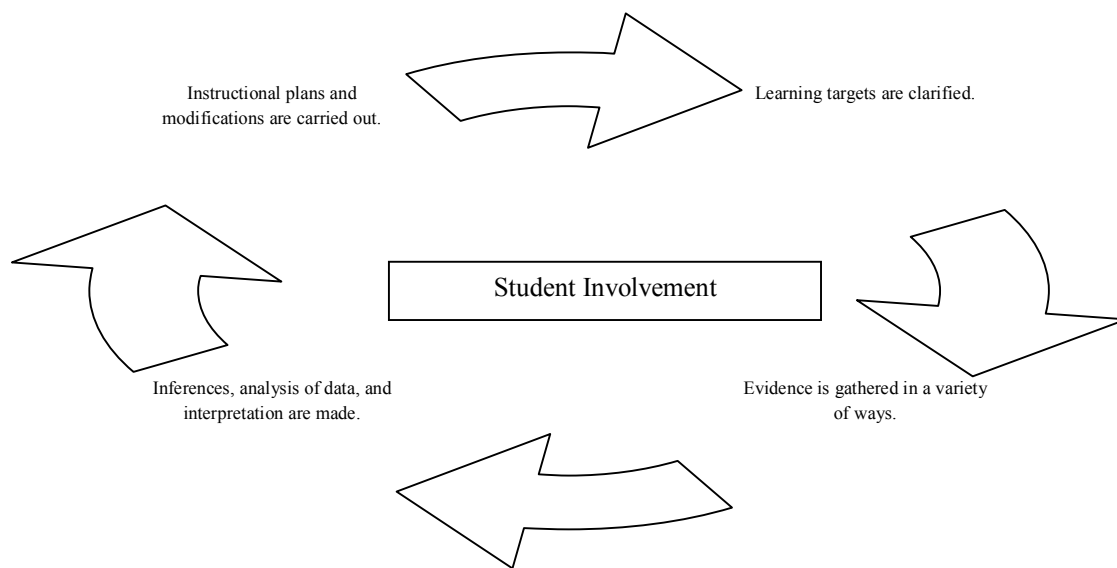 Instructional plans and
modifications are carried out.
Learning targets are clarified.
Student Involvement
Inferences, analysis of data, and
interpretation are made.
Evidence is gathered in a variety
of ways.